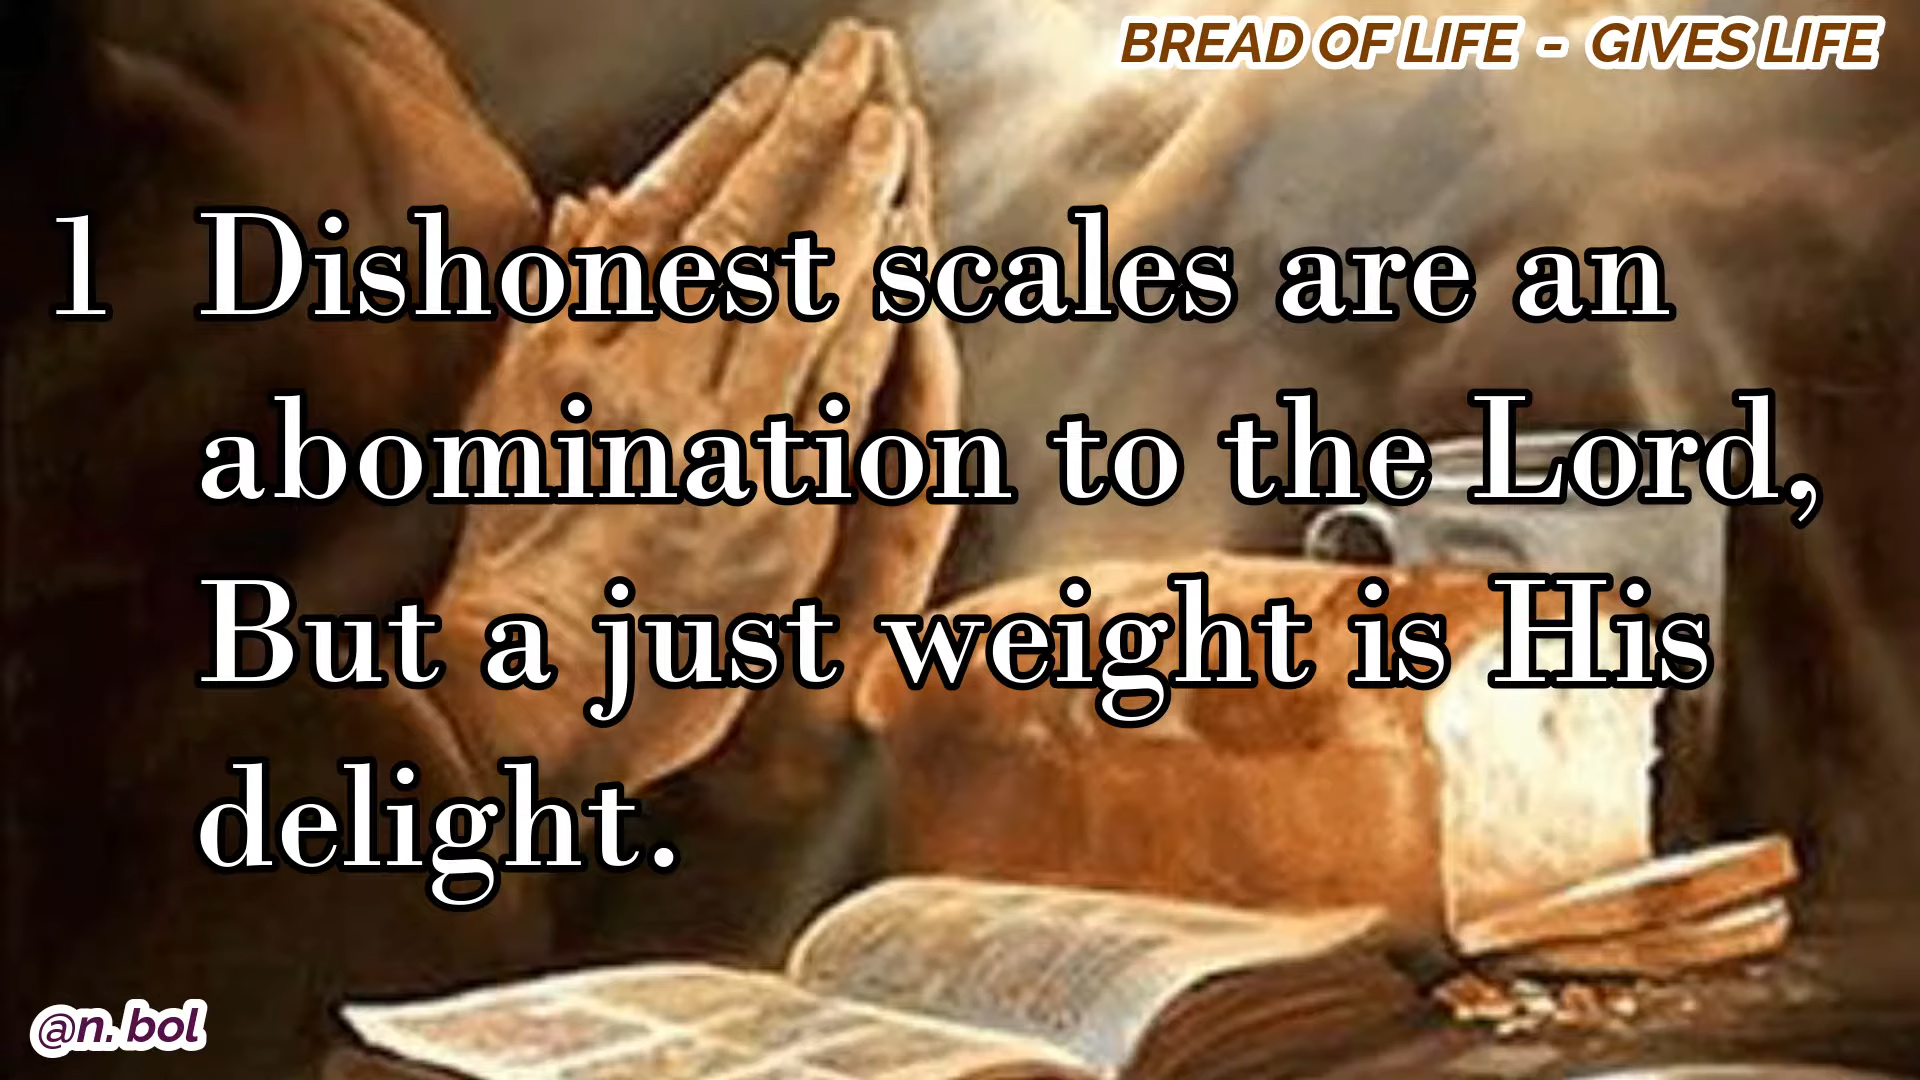 BREAD OF LIFE - GIVES LIFE
1 Dishonest scales are an
abomination to the Lord,
But a just weight is His
delight.
@n. bol